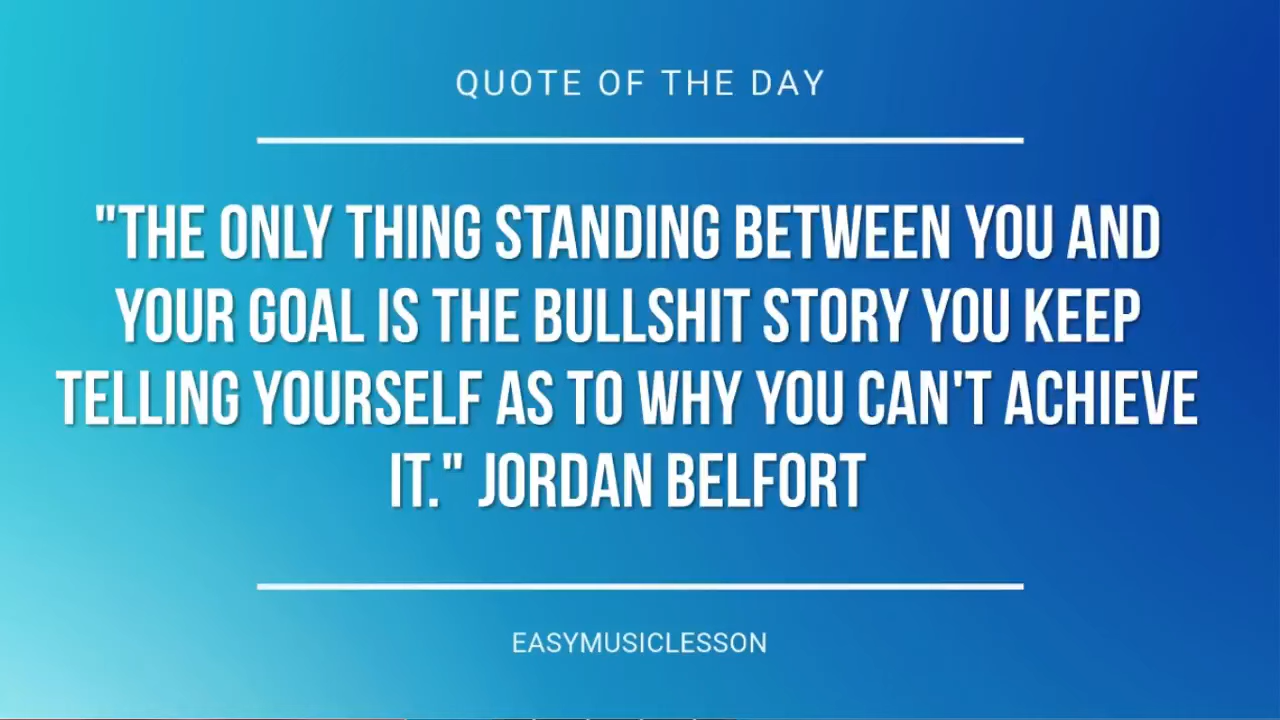 QUOTE OF THE DAY
"THE ONLY THING STANDING BETWEEN YOU AND
YOUR GOAL IS THE BULLSHIT STORY YOU KEEP
TELLING YOURSELF AS TO WHY YOU CAN'T ACHIEVE
IT." JORDAN BELFORT
EASYMUSICLESSON